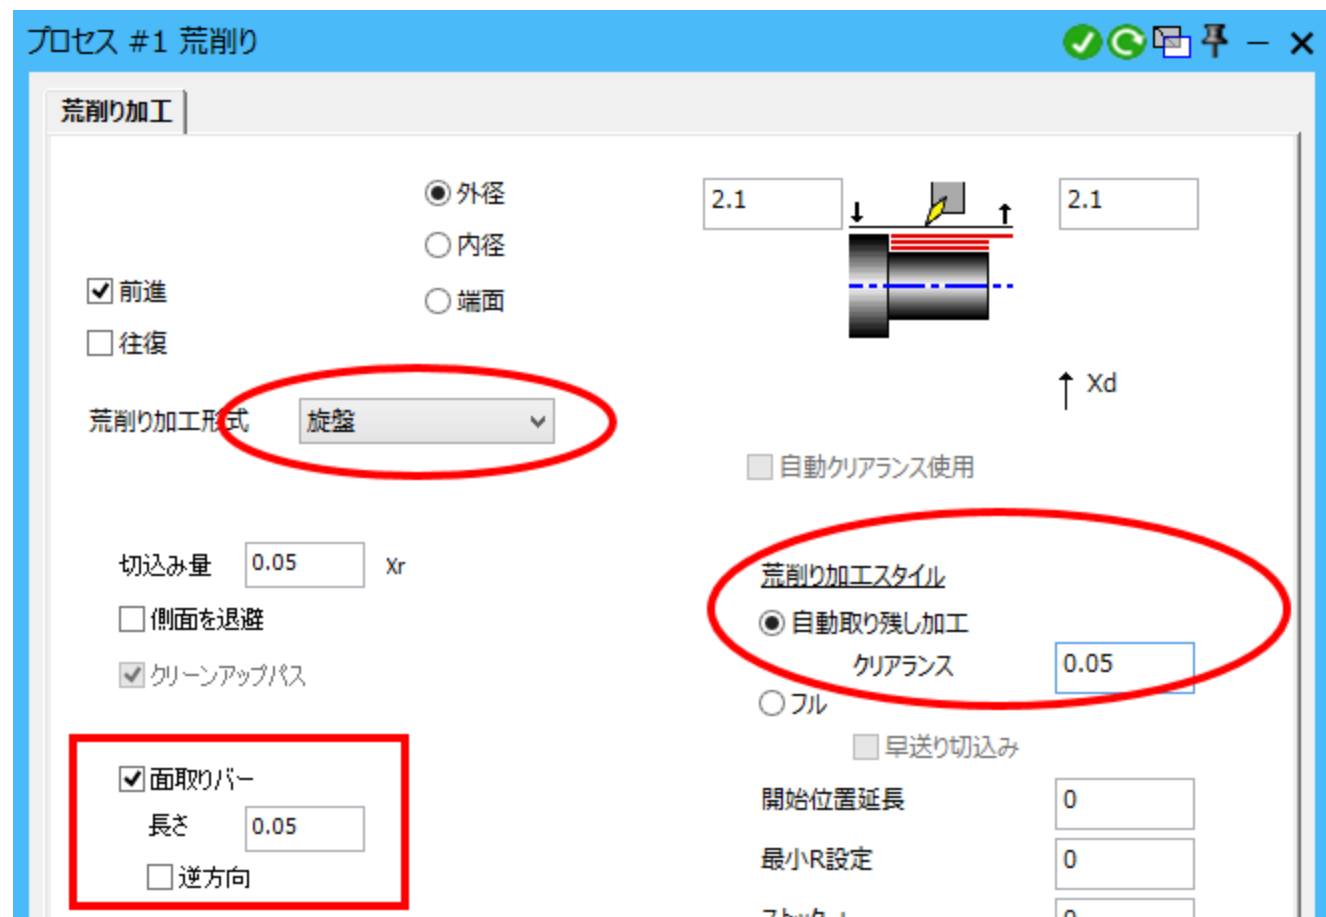 プロセス #1 荒削り
荒削り加工
外径
内径
端面
前進
往復
荒削り加工形式 旋盤
切込み量 0.05 Xr
側面を退避
クリーンアップパス
面取りバー
長さ 0.05
逆方向
2.1 2.1
Xd
自動クリアランス使用
荒削り加工スタイル
自動取り残し加工
クリアランス 0.05
フル
早送り切込み
開始位置延長 0
最小R設定 0